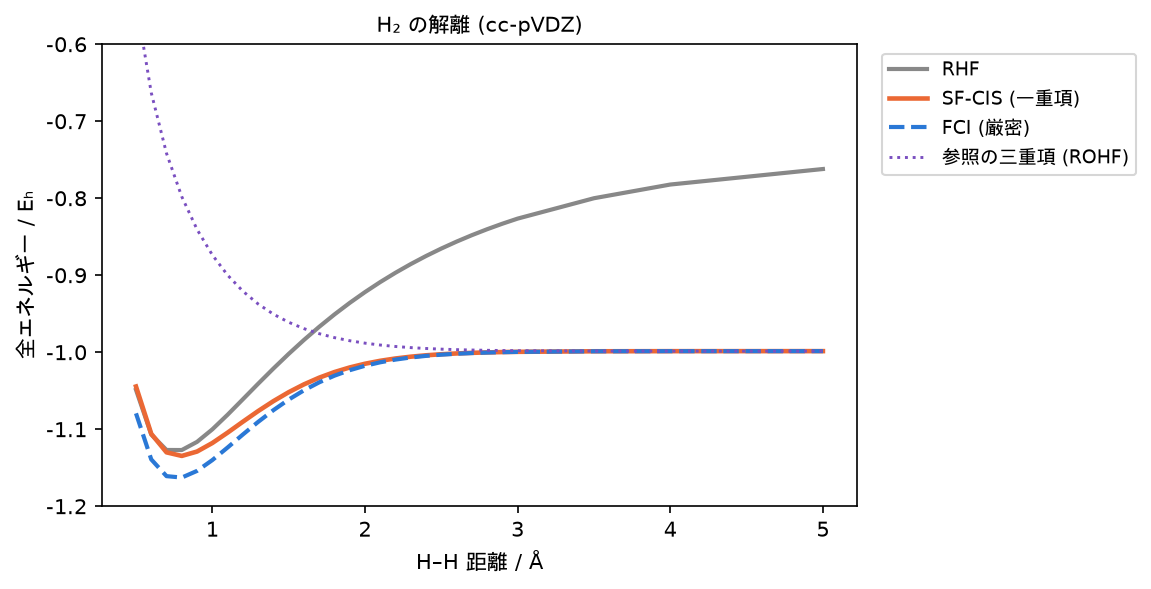 H₂ の解離 (cc-pVDZ)
全エネルギー / Eₕ
-0.6
-0.7
-0.8
-0.9
-1.0
-1.1
-1.2
1
2
3
4
5
H–H 距離 / Å
RHF
SF-CIS (一重項)
FCI (厳密)
参照の三重項 (ROHF)